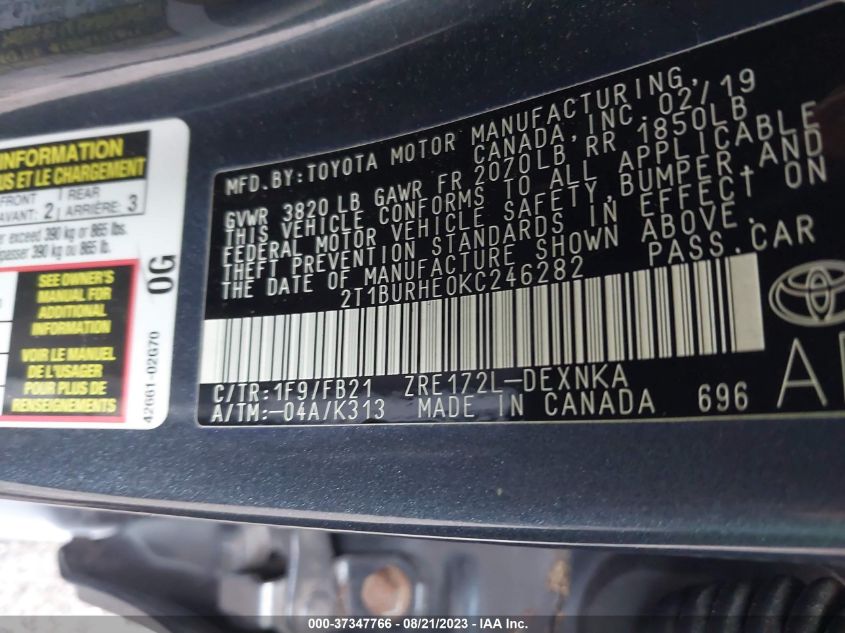 INFORMATION
US ET LE CHARGEMENT
FRONT
AVANT: 2
REAR
ARRIÈRE: 3
er exceed 390 kg or 865 lbs.
passer 390 kg ou 865 lb.
SEE OWNER'S
MANUAL FOR
ADDITIONAL
INFORMATION
VOIR LE MANUEL
DE L'USAGER
POUR PLUS DE
RENSEIGNEMENTS
0G
42661-02G70
MFD.BY:TOYOTA MOTOR MANUFACTURING,
CANADA,INC.02/19
GVWR 3820 LB GAWR FR 2070LB RR 1850LB
THIS VEHICLE CONFORMS TO ALL APPLICABLE
FEDERAL MOTOR VEHICLE SAFETY,BUMPER,AND
THEFT PREVENTION STANDARDS IN EFFECT ON
THE DATE OF MANUFACTURE SHOWN ABOVE.
2T1BURHE0KC246282 PASS.CAR
C/TR:1F9/FB21 ZRE172L-DEXNKA
A/TM:-04A/K313 MADE IN CANADA 696
A
000-37347766 - 08/21/2023 - IAA Inc.